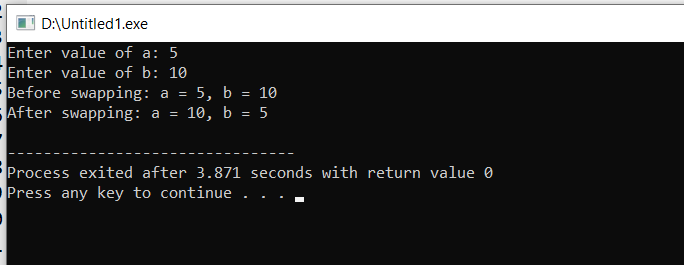 D:\Untitled1.exe
Enter value of a: 5
Enter value of b: 10
Before swapping: a = 5, b = 10
After swapping: a = 10, b = 5
--------------------------------
Process exited after 3.871 seconds with return value 0
Press any key to continue . . .